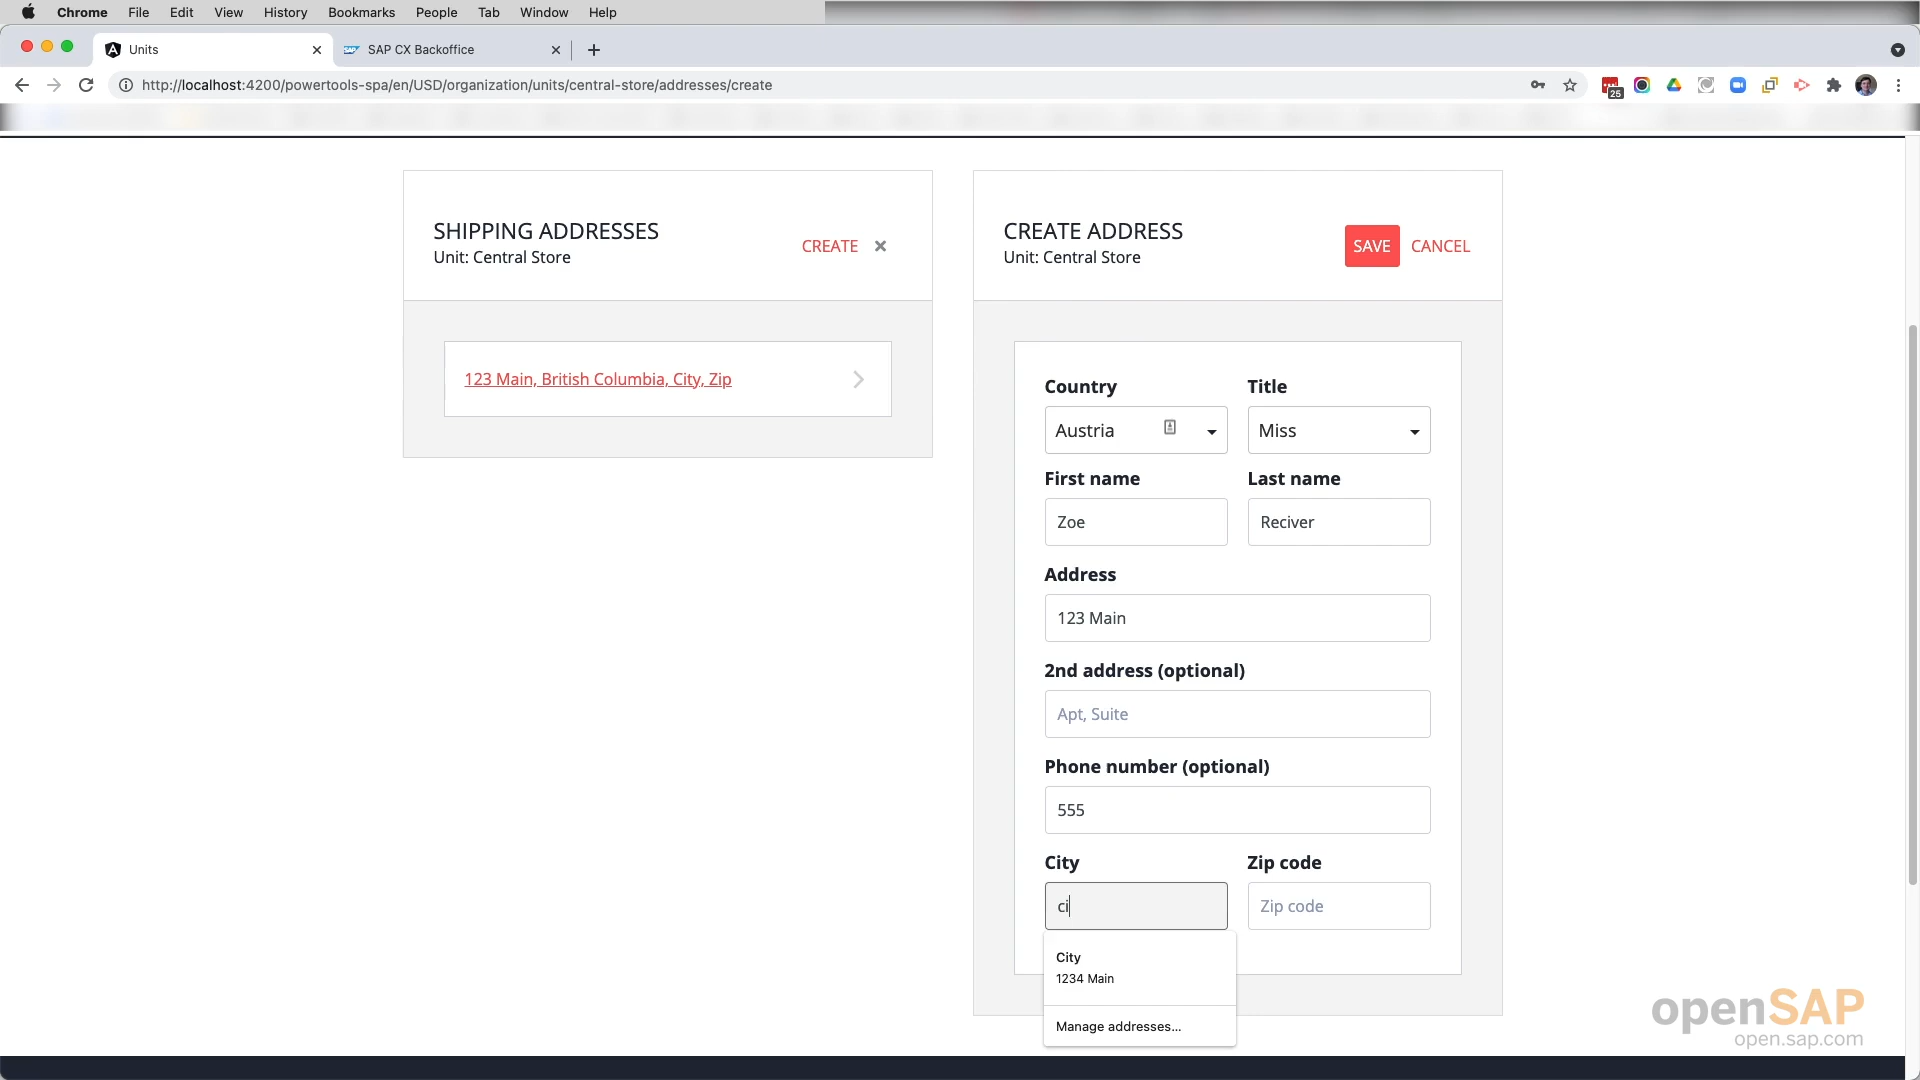 Chrome File Edit View History Bookmarks People Tab Window Help
Units
SAP SAP CX Backoffice
http://localhost:4200/powertools-spa/en/USD/organization/units/central-store/addresses/create
25
SHIPPING ADDRESSES
Unit: Central Store
CREATE
123 Main, British Columbia, City, Zip
CREATE ADDRESS
Unit: Central Store
SAVE CANCEL
Country Title
Austria Miss
First name Last name
Zoe Reciver
Address
123 Main
2nd address (optional)
Apt, Suite
Phone number (optional)
555
City Zip code
ci Zip code
City
1234 Main
Manage addresses...
openSAP
open.sap.com